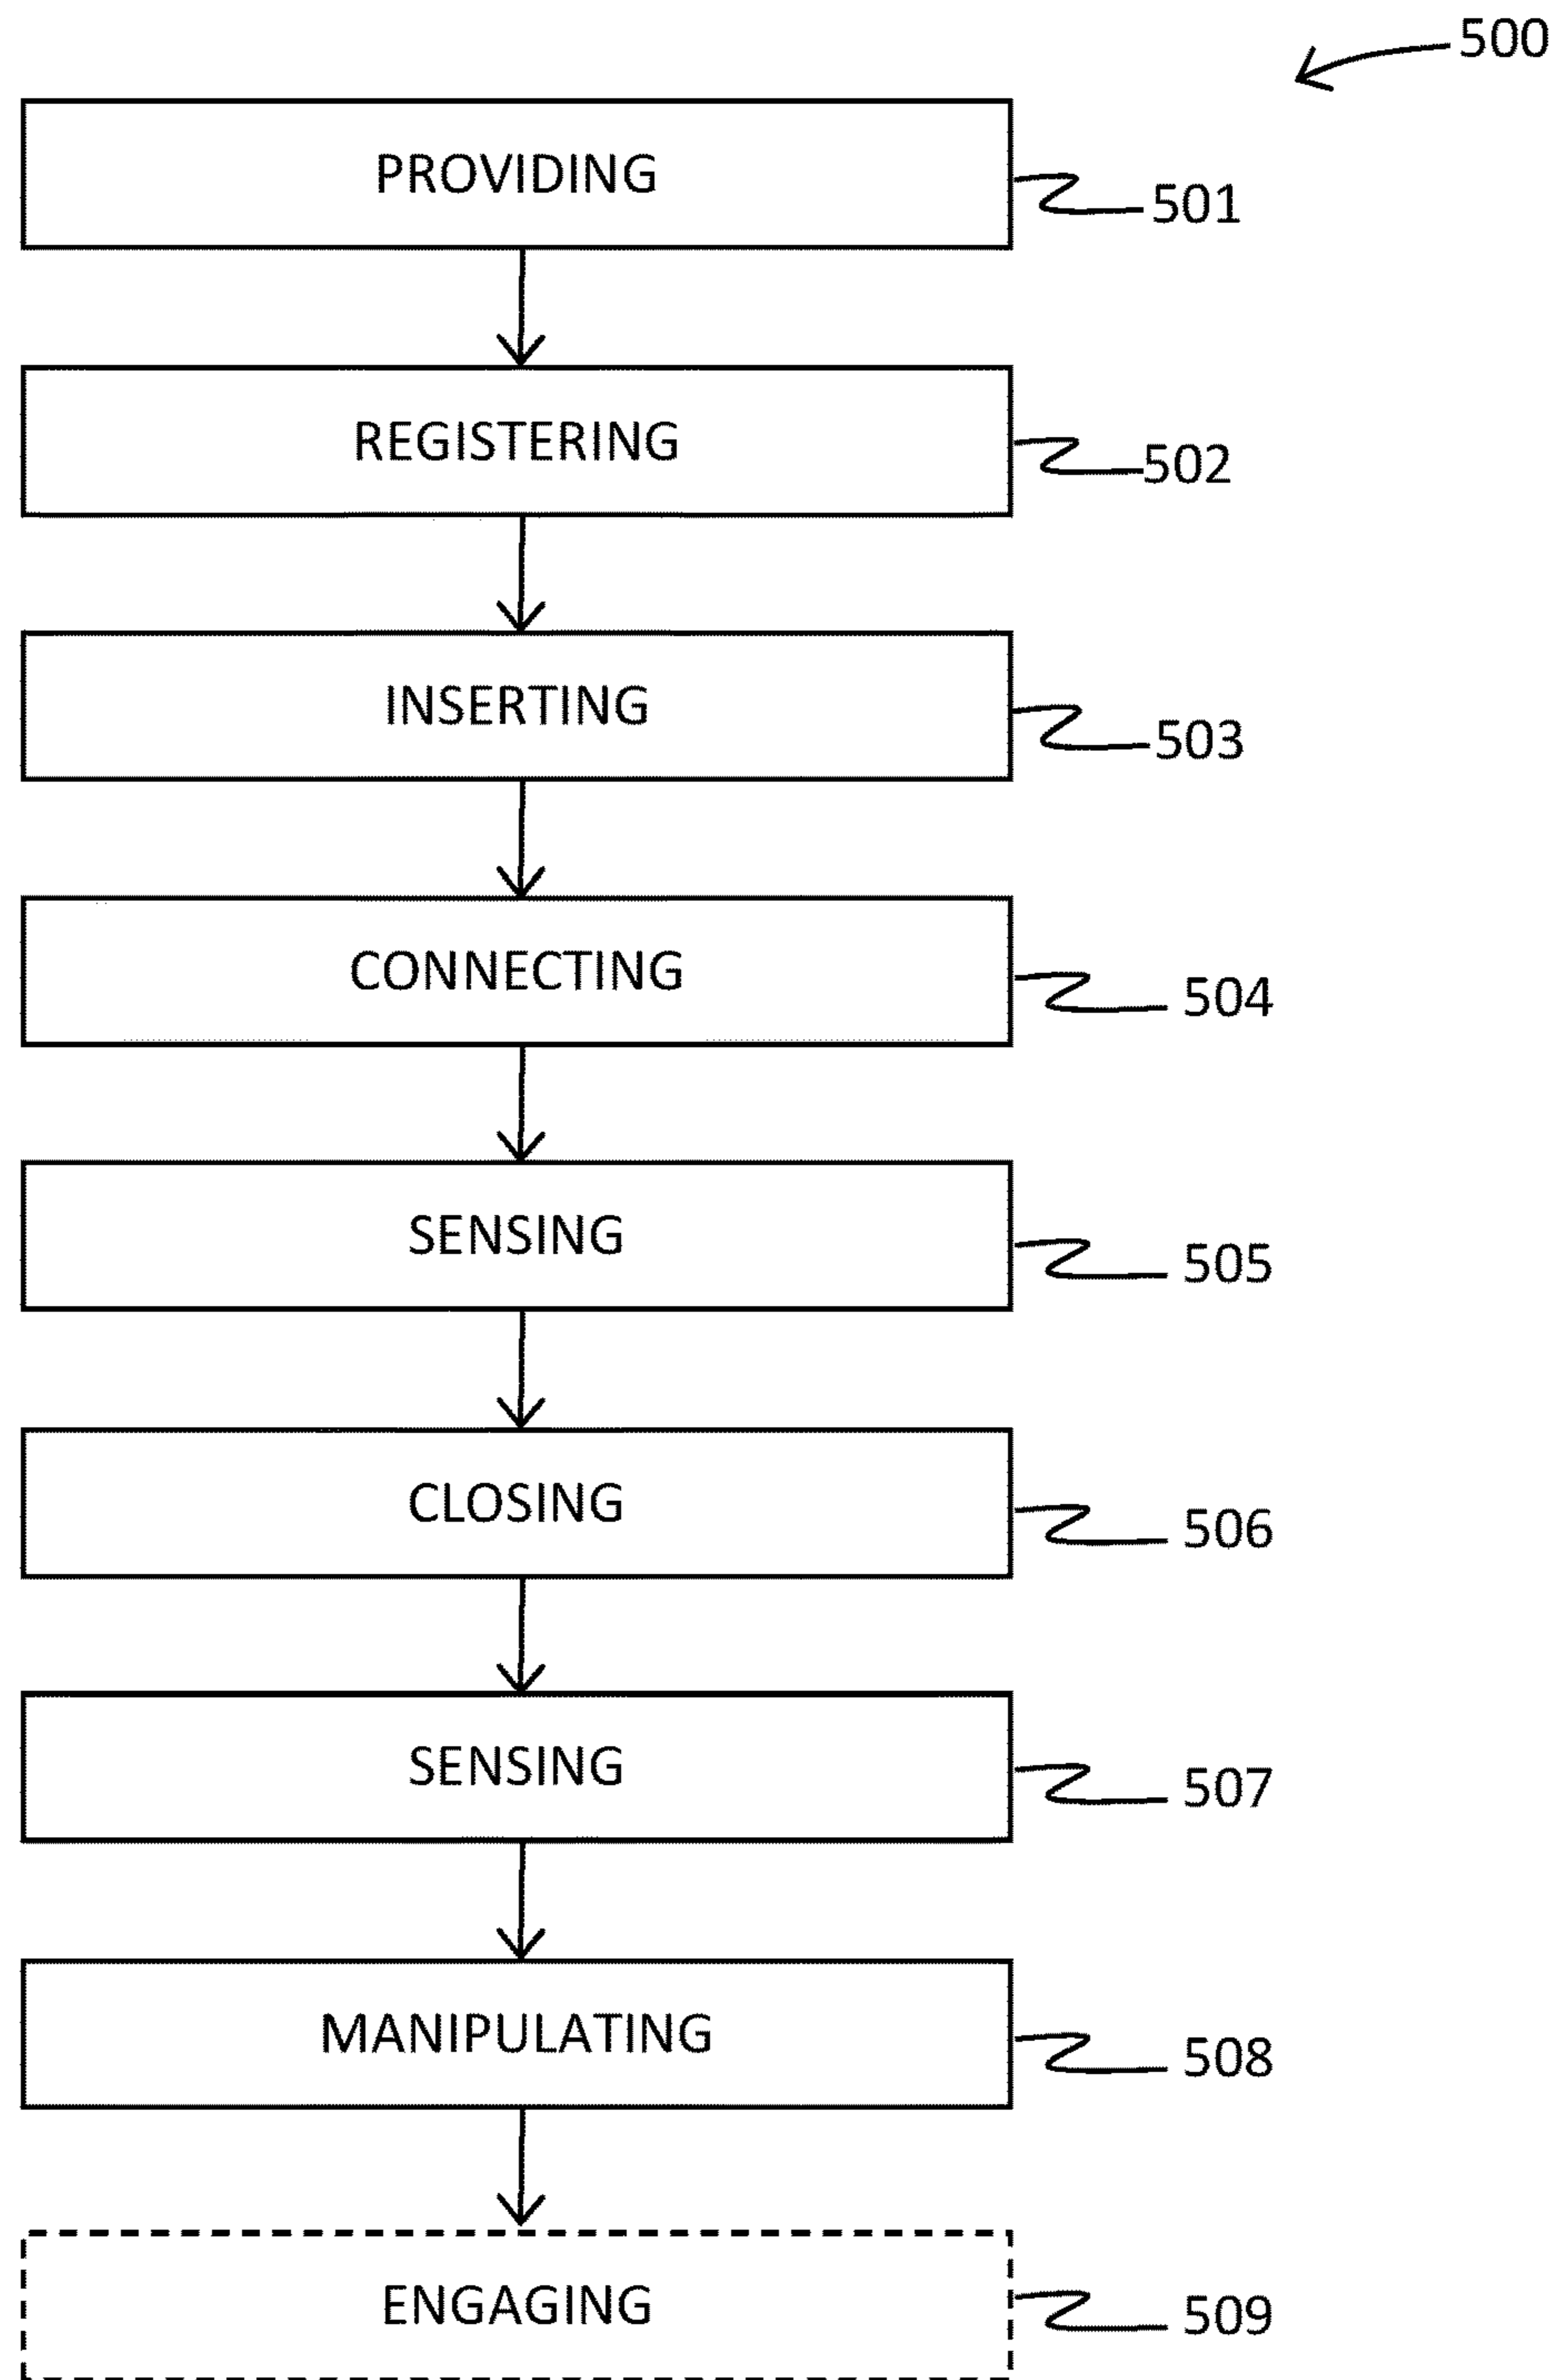 500
PROVIDING
501
REGISTERING
502
INSERTING
503
CONNECTING
504
SENSING
505
CLOSING
506
SENSING
507
MANIPULATING
508
ENGAGING
509